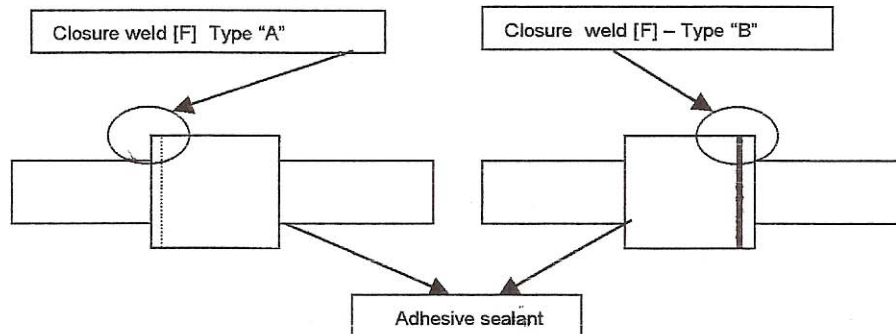 Closure weld [F] Type “A”
Closure weld [F] – Type “B”
Adhesive sealant